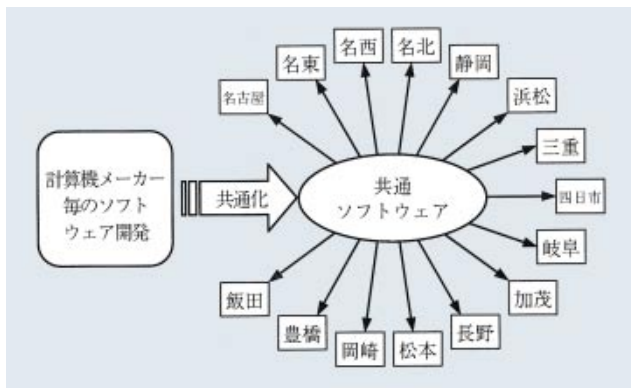 名古屋
名東
名西
名北
静岡
浜松
三重
四日市
岐阜
加茂
長野
松本
岡崎
豊橋
飯田
計算機メーカー
毎のソフト
ウェア開発
共通化
共通
ソフトウェア